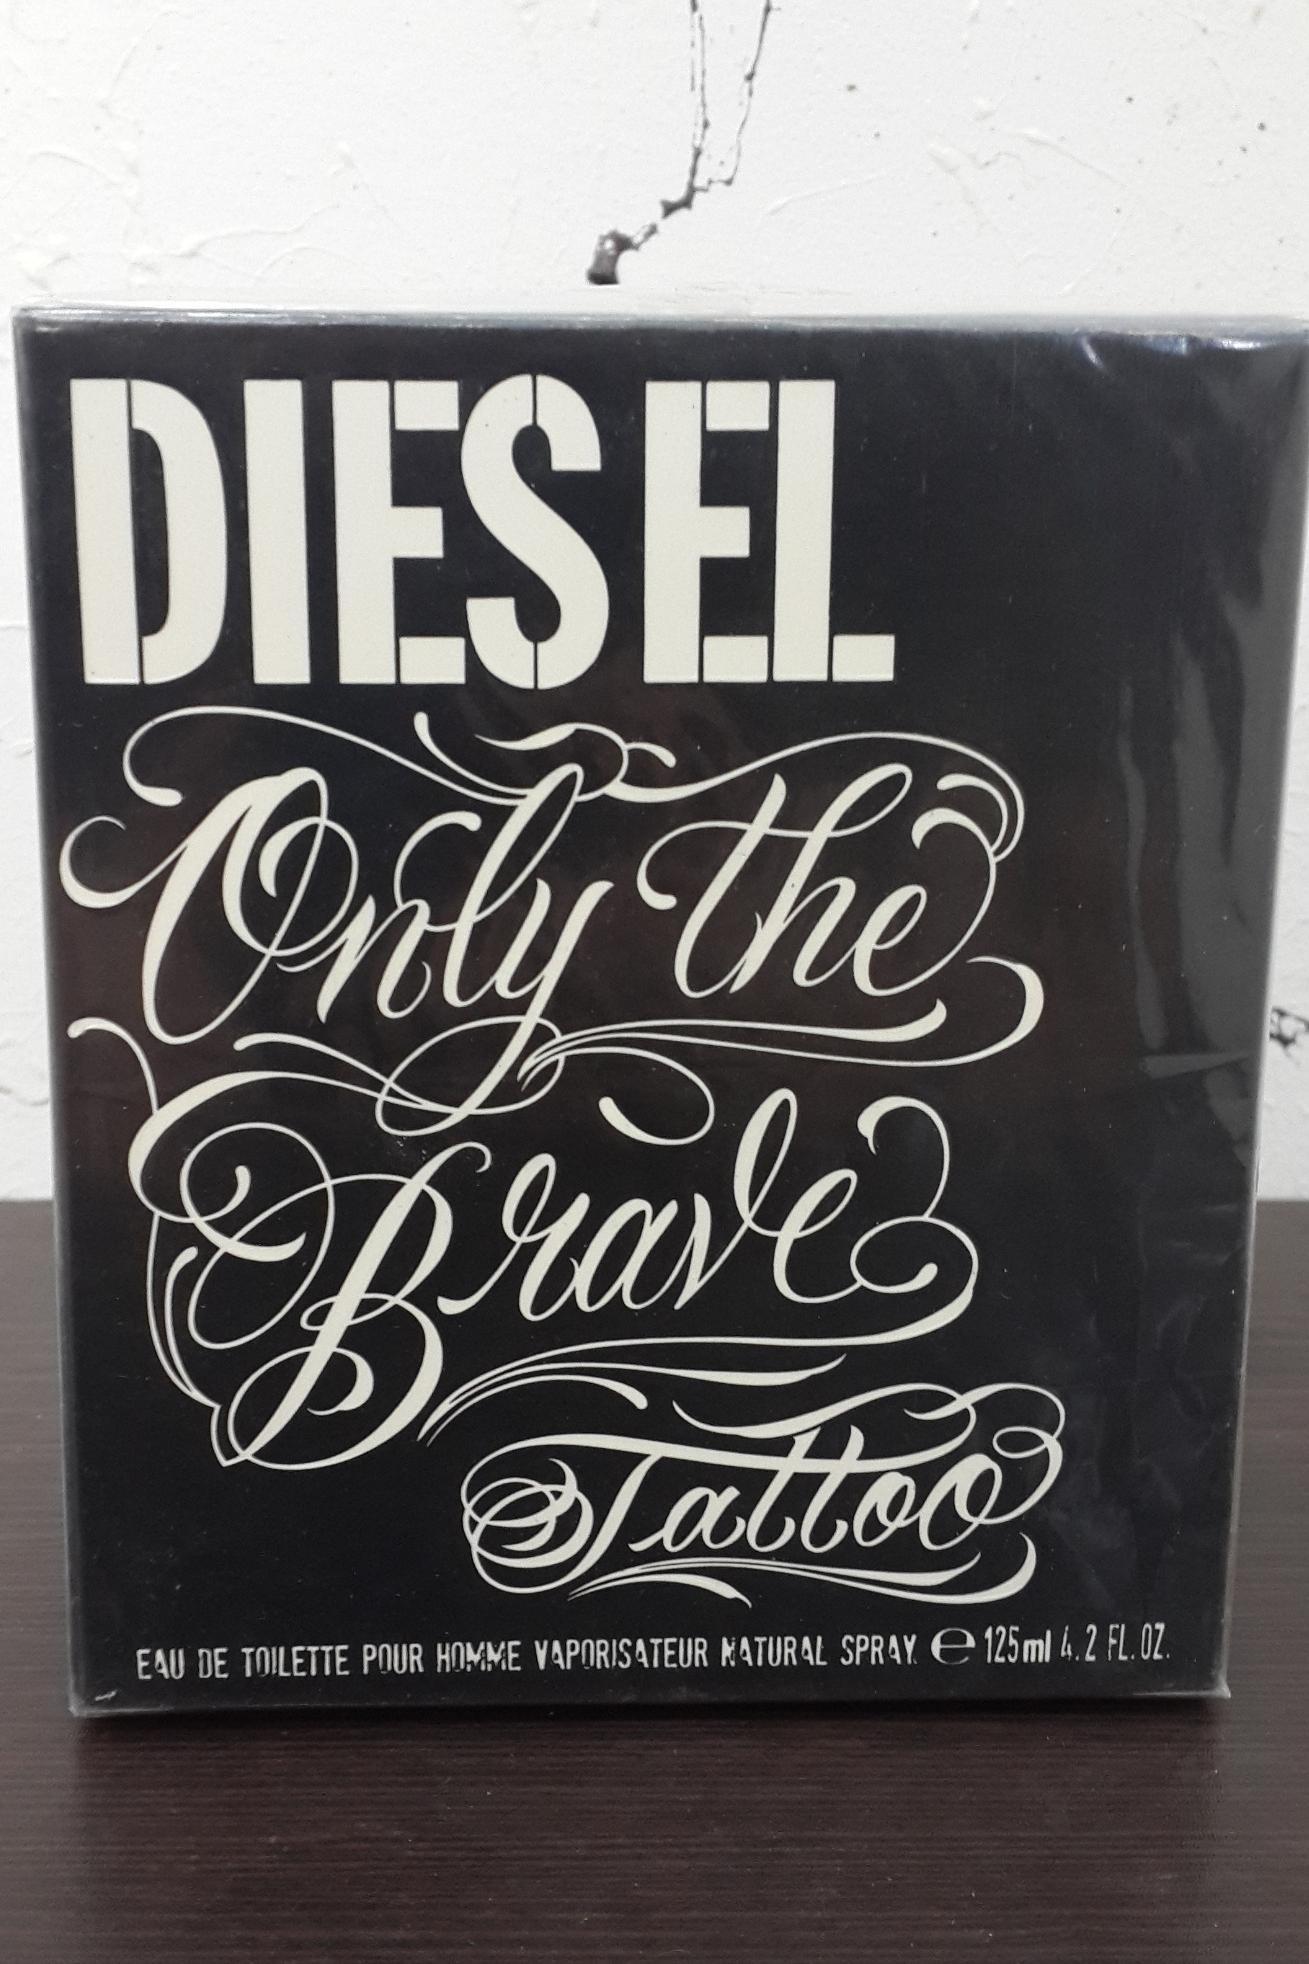 DIESEL
Only the
Brave
Tattoo
EAU DE TOILETTE POUR HOMME VAPORISATEUR NATURAL SPRAY ℮ 125ml 4.2 FL.OZ.